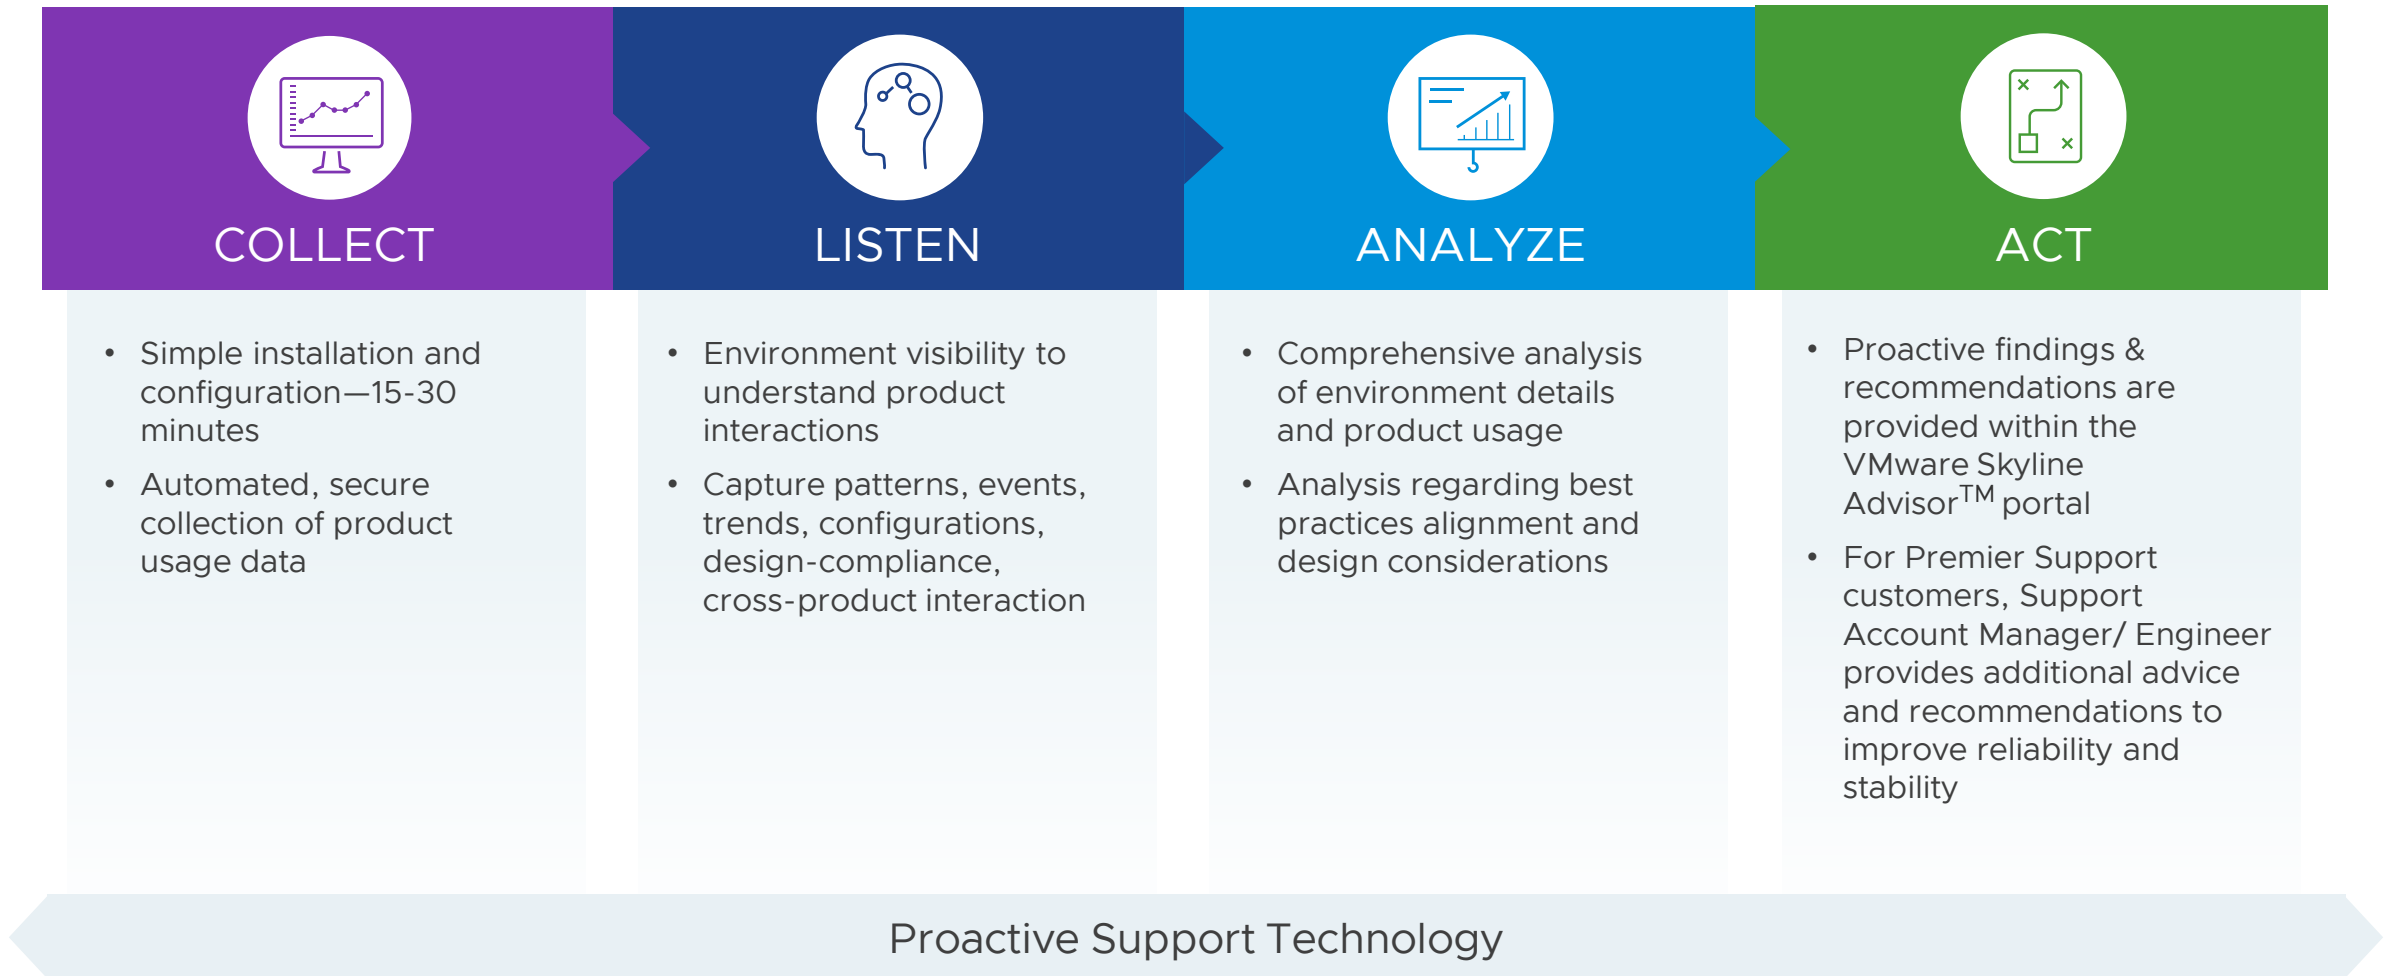 COLLECT
• Simple installation and
configuration—15-30
minutes
• Automated, secure
collection of product
usage data
LISTEN
• Environment visibility to
understand product
interactions
• Capture patterns, events,
trends, configurations,
design-compliance,
cross-product interaction
ANALYZE
• Comprehensive analysis
of environment details
and product usage
• Analysis regarding best
practices alignment and
design considerations
ACT
• Proactive findings &
recommendations are
provided within the
VMware Skyline
Advisor™ portal
• For Premier Support
customers, Support
Account Manager/ Engineer
provides additional advice
and recommendations to
improve reliability and
stability
Proactive Support Technology